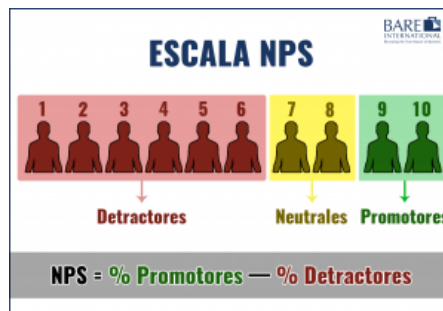 BARE
INTERNATIONAL
ESCALA NPS
1 2 3 4 5 6 7 8 9 10
Detractores Neutrales Promotores
NPS = % Promotores — % Detractores